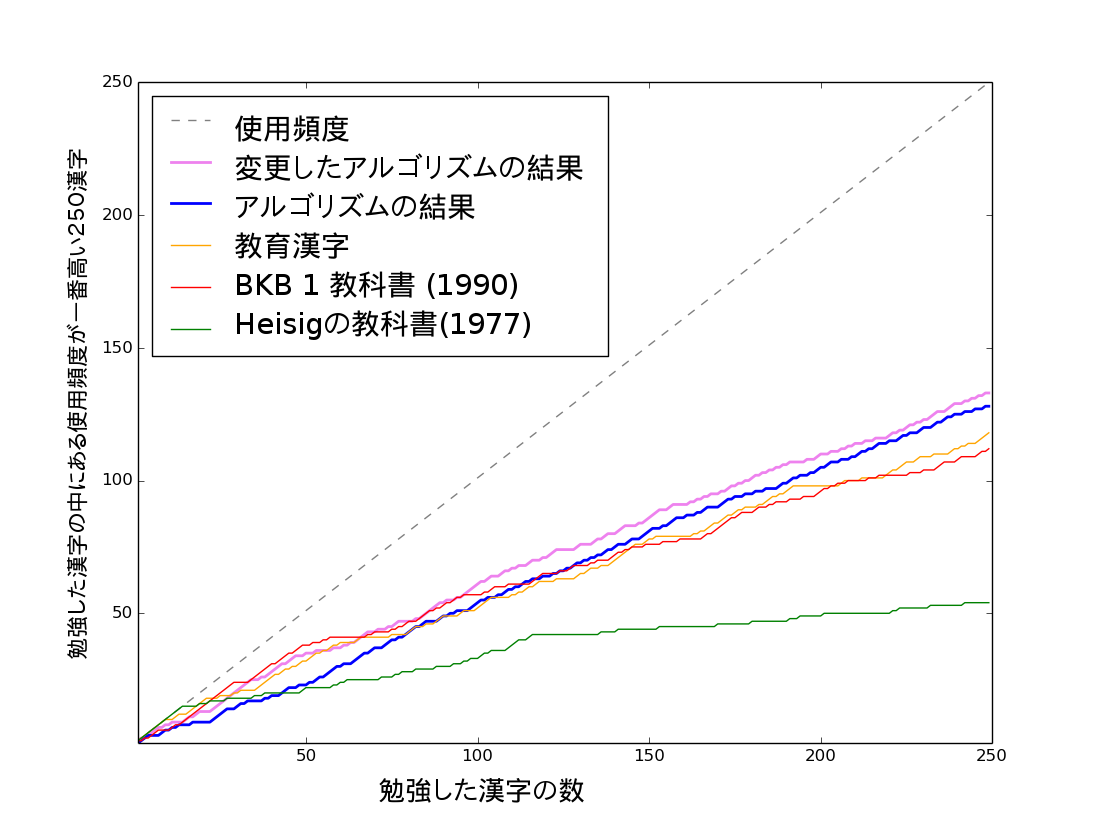 使用頻度
変更したアルゴリズムの結果
アルゴリズムの結果
教育漢字
BKB 1 教科書 (1990)
Heisigの教科書(1977)
勉強した漢字の中にある使用頻度が一番高い250漢字
250
200
150
100
50
50
100
150
200
250
勉強した漢字の数